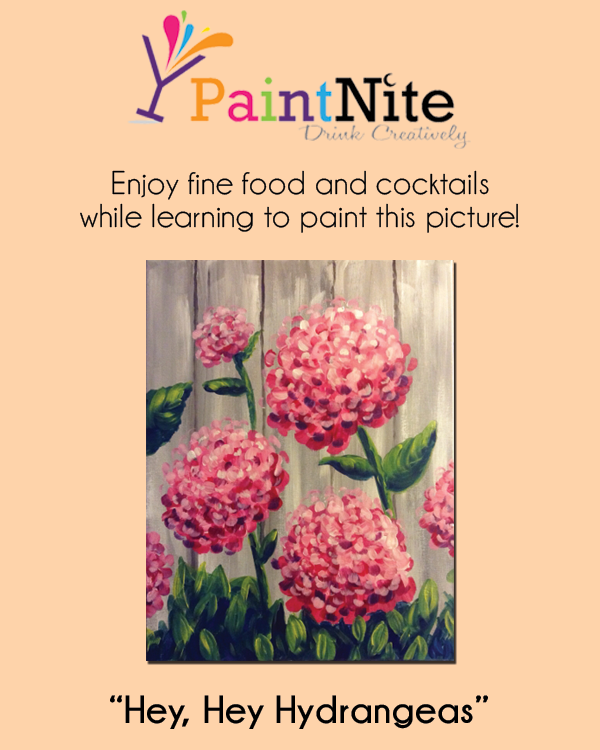 PaintNite
Drink Creatively
Enjoy fine food and cocktails
while learning to paint this picture!
“Hey, Hey Hydrangeas”